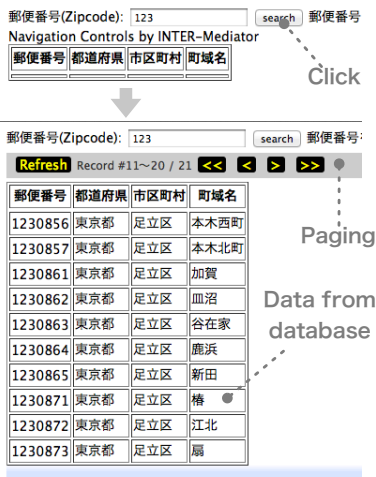 郵便番号(Zipcode): 123 search 郵便番号
Navigation Controls by INTER-Mediator
郵便番号 都道府県 市区町村 町域名
Click
郵便番号(Zipcode): 123 search 郵便番号
Refresh Record #11~20 / 21 << < > >>
Paging
郵便番号 都道府県 市区町村 町域名
1230856 東京都 足立区 本木西町
1230857 東京都 足立区 本木北町
1230861 東京都 足立区 加賀
1230862 東京都 足立区 皿沼
1230863 東京都 足立区 谷在家
1230864 東京都 足立区 鹿浜
1230865 東京都 足立区 新田
1230871 東京都 足立区 椿
1230872 東京都 足立区 江北
1230873 東京都 足立区 扇
Data from
database